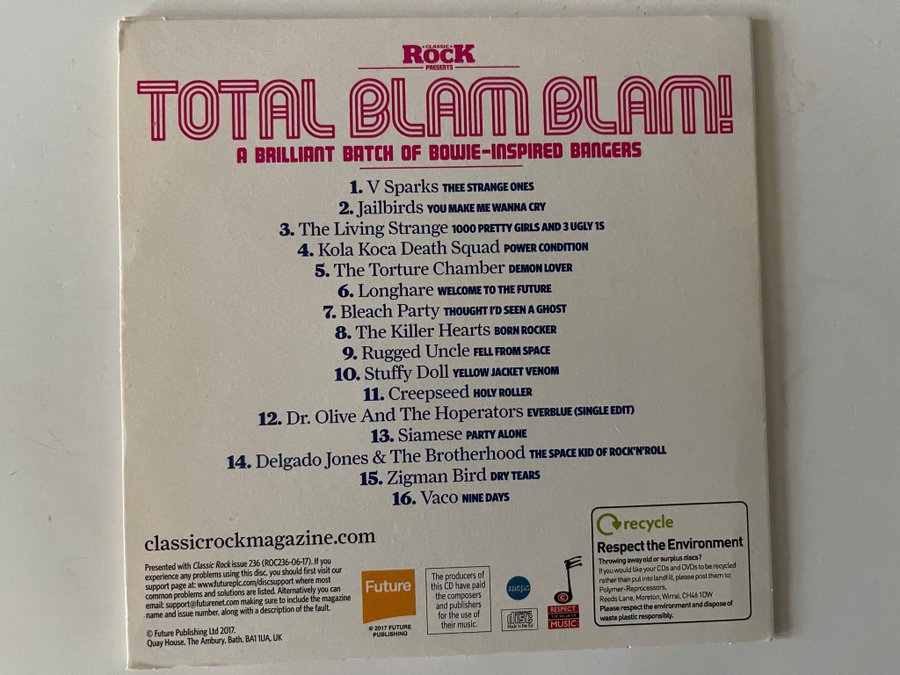 CLASSIC
ROCK
PRESENTS
TOTAL BLAM BLAM!
A BRILLIANT BATCH OF BOWIE-INSPIRED BANGERS
1. V Sparks THEE STRANGE ONES
2. Jailbirds YOU MAKE ME WANNA CRY
3. The Living Strange 1000 PRETTY GIRLS AND 3 UGLY 1S
4. Kola Koca Death Squad POWER CONDITION
5. The Torture Chamber DEMON LOVER
6. Longhare WELCOME TO THE FUTURE
7. Bleach Party THOUGHT I'D SEEN A GHOST
8. The Killer Hearts BORN ROCKER
9. Rugged Uncle FELL FROM SPACE
10. Stuffy Doll YELLOW JACKET VENOM
11. Creepseed HOLY ROLLER
12. Dr. Olive And The Hoperators EVERBLUE (SINGLE EDIT)
13. Siamese PARTY ALONE
14. Delgado Jones & The Brotherhood THE SPACE KID OF ROCK'N'ROLL
15. Zigman Bird DRY TEARS
16. Vaco NINE DAYS
classicrockmagazine.com
Presented with Classic Rock issue 236 (ROC236-06-17). If you
experience any problems using this disc, you should first visit our
support page at: www.futureplc.com/discsupport where most
common problems and solutions are listed. Alternatively you can
email: support@futurenet.com making sure to include the magazine
name and issue number, along with a description of the fault.
© Future Publishing Ltd 2017.
Quay House, The Ambury, Bath. BA1 1UA, UK
Future
© 2017 FUTURE
PUBLISHING
The producers of
this CD have paid
the composers
and publishers
for the use of
their music.
mcps
disc
Made in the EU
RESPECT
THE VALUE OF
MUSIC
recycle
Respect the Environment
Throwing away old or surplus discs?
If you would like your CDs and DVDs to be recycled
rather than put into landfill, please post them to:
Polymer-Reprocessors,
Reeds Lane, Moreton, Wirral, CH46 1DW
Please respect the environment and dispose of
waste plastic responsibly.